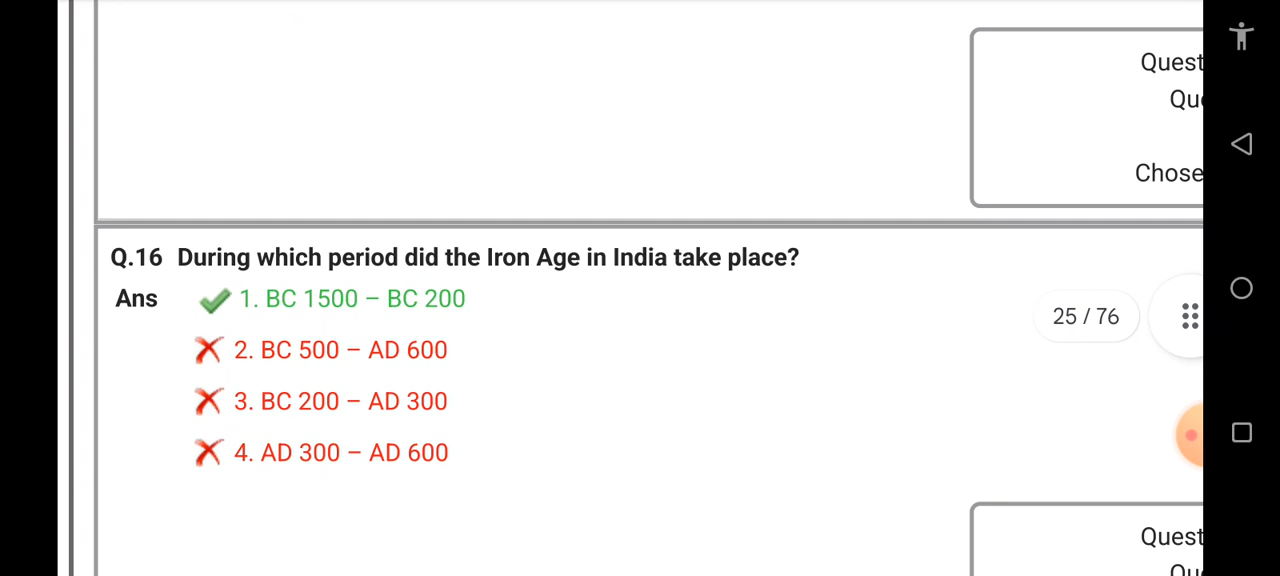 Quest
Chose
Q.16 During which period did the Iron Age in India take place?
Ans 1. BC 1500 – BC 200
25 / 76
2. BC 500 – AD 600
3. BC 200 – AD 300
4. AD 300 – AD 600
Quest